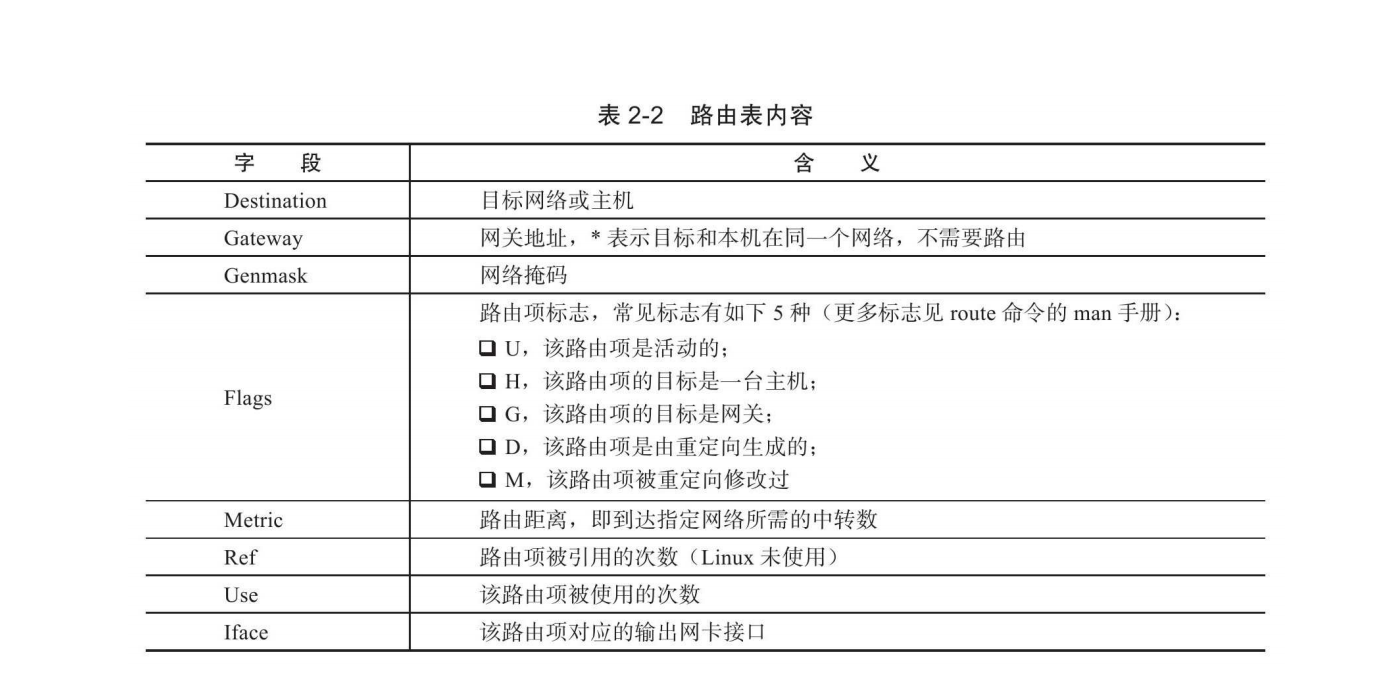 表 2-2 路由表内容
字 段 含 义
Destination 目标网络或主机
Gateway 网关地址，* 表示目标和本机在同一个网络，不需要路由
Genmask 网络掩码
路由项标志，常见标志有如下 5 种（更多标志见 route 命令的 man 手册）：
❑ U，该路由项是活动的；
❑ H，该路由项的目标是一台主机；
Flags
❑ G，该路由项的目标是网关；
❑ D，该路由项是由重定向生成的；
❑ M，该路由项被重定向修改过
Metric 路由距离，即到达指定网络所需的中转数
Ref 路由项被引用的次数（Linux 未使用）
Use 该路由项被使用的次数
Iface 该路由项对应的输出网卡接口